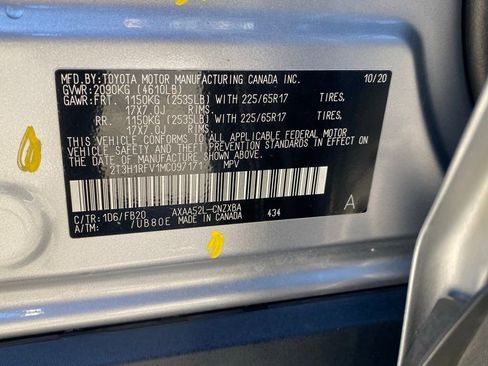 MFD.BY:TOYOTA MOTOR MANUFACTURING CANADA INC. 10/20
GVWR:2090KG (4610LB)
GAWR:FRT. 1150KG (2535LB) WITH 225/65R17 TIRES,
17X7.0J RIMS
RR. 1150KG (2535LB) WITH 225/65R17 TIRES,
17X7.0J RIMS
THIS VEHICLE CONFORMS TO ALL APPLICABLE FEDERAL MOTOR
VEHICLE SAFETY AND THEFT PREVENTION STANDARDS IN EFFECT ON
THE DATE OF MANUFACTURE SHOWN ABOVE.
2T3H1RFV1MC097171 MPV
C/TR:1D6/FB20 AXAA52L-CNZXBA A
A/TM: /UB80E MADE IN CANADA 434